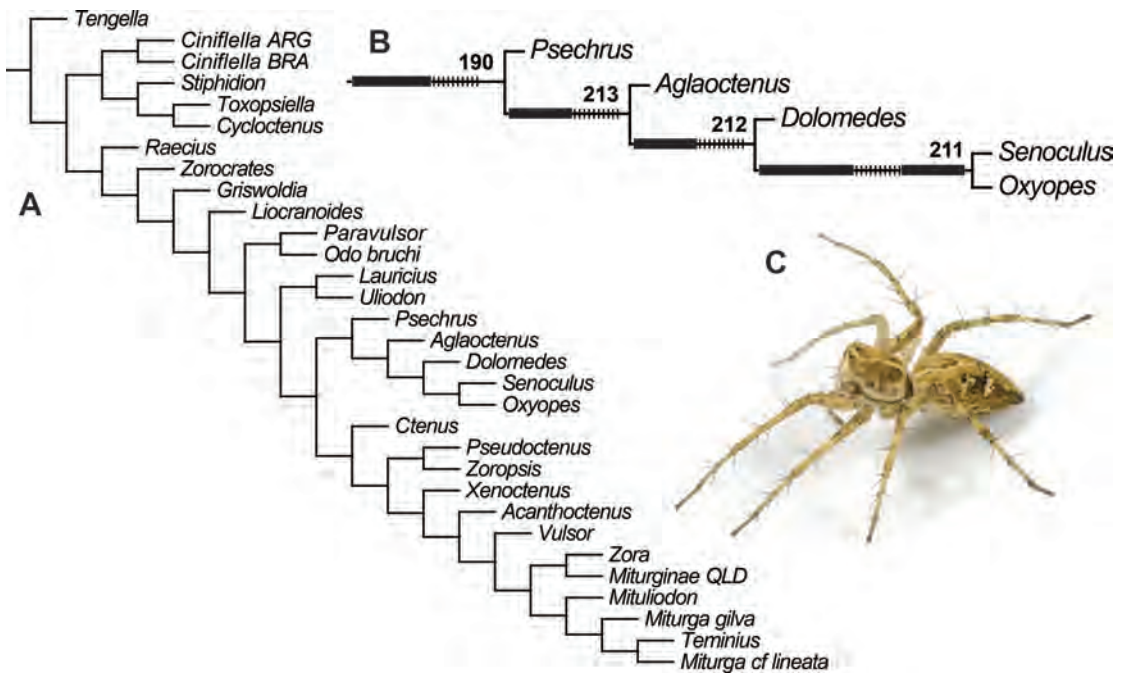 Tengella
Ciniflella ARG
Ciniflella BRA
Stiphidion
Toxopsiella
Cycloctenus
Raecius
Zorocrates
Griswoldia
Liocranoides
Paravulsor
Odo bruchi
Lauricius
Uliodon
Psechrus
Aglaoctenus
Dolomedes
Senoculus
Oxyopes
Ctenus
Pseudoctenus
Zoropsis
Xenoctenus
Acanthoctenus
Vulsor
Zora
Miturginae QLD
Mituliodon
Miturga gilva
Teminius
Miturga cf lineata
A
B
190
Psechrus
213
Aglaoctenus
212
Dolomedes
211
Senoculus
Oxyopes
C